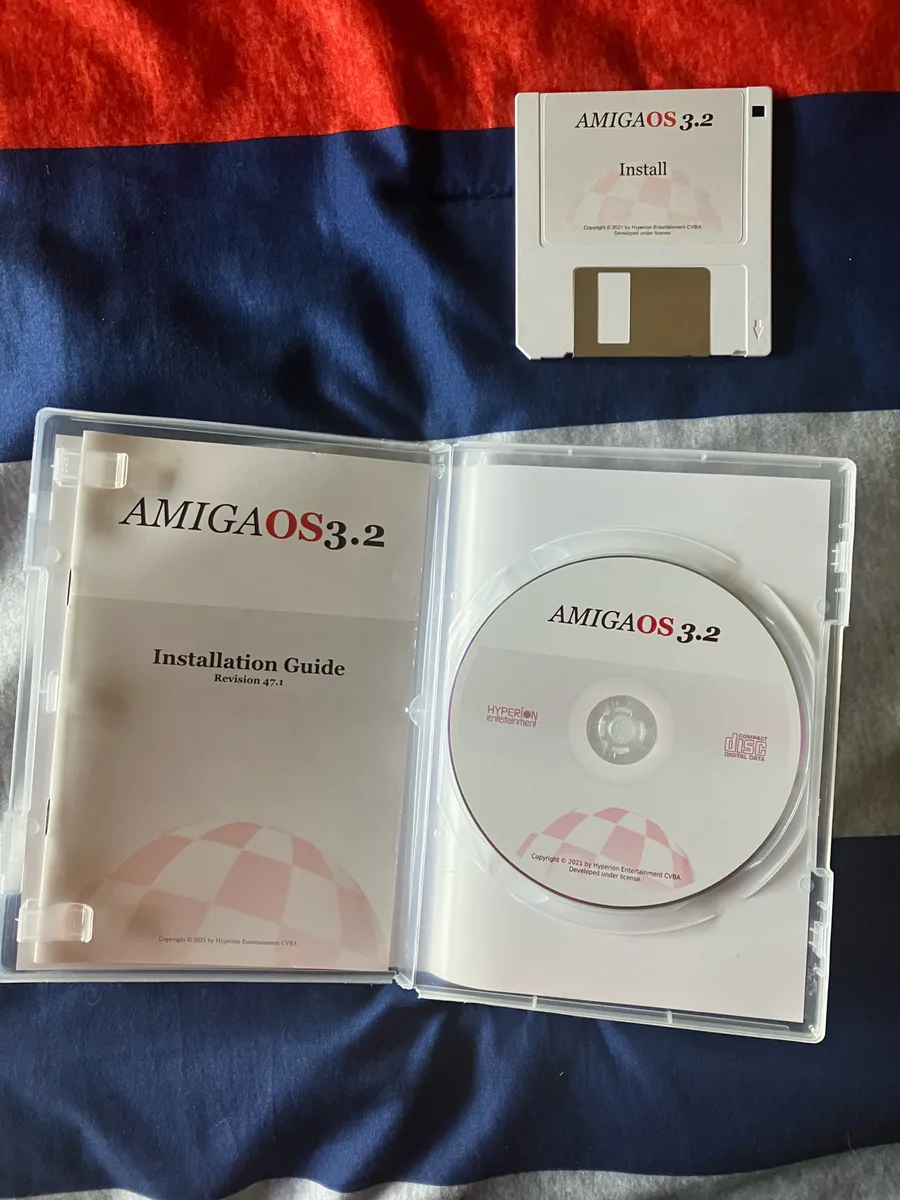 AMIGAOS 3.2
Install
Copyright © 2021 by Hyperion Entertainment CVBA.
Developed under license.
AMIGAOS3.2
Installation Guide
Revision 47.1
Copyright © 2021 by Hyperion Entertainment CVBA
AMIGAOS 3.2
HYPERION
entertainment
COMPACT
disc
DIGITAL DATA
Copyright © 2021 by Hyperion Entertainment CVBA.
Developed under license.